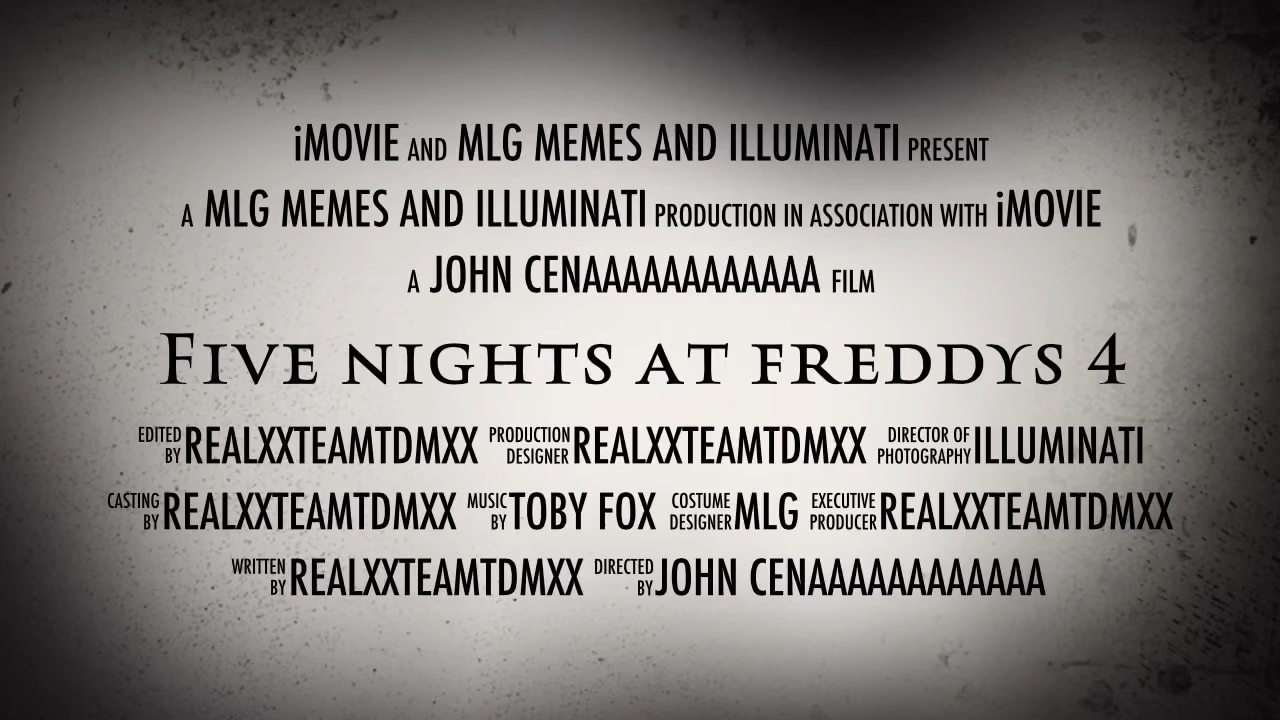 iMOVIE AND MLG MEMES AND ILLUMINATI PRESENT
A MLG MEMES AND ILLUMINATI PRODUCTION IN ASSOCIATION WITH iMOVIE
A JOHN CENAAAAAAAAAAAA FILM
FIVE NIGHTS AT FREDDYS 4
EDITED BY REALXXTEAMTDMXX PRODUCTION DESIGNER REALXXTEAMTDMXX DIRECTOR OF PHOTOGRAPHY ILLUMINATI
CASTING BY REALXXTEAMTDMXX MUSIC BY TOBY FOX COSTUME DESIGNER MLG EXECUTIVE PRODUCER REALXXTEAMTDMXX
WRITTEN BY REALXXTEAMTDMXX DIRECTED BY JOHN CENAAAAAAAAAAAA